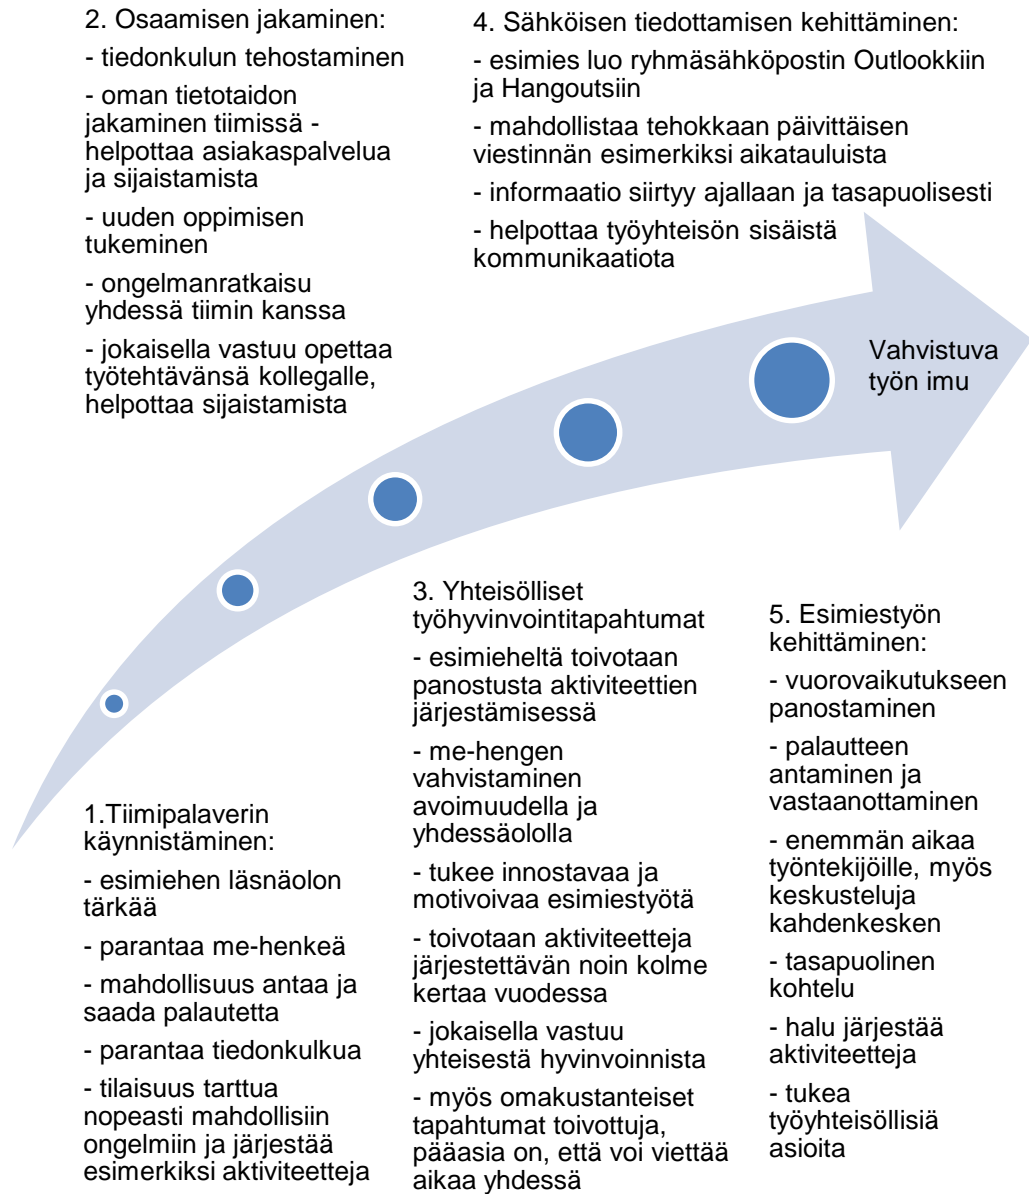 2. Osaamisen jakaminen:
- tiedonkulun tehostaminen
- oman tietotaidon
jakaminen tiimissä -
helpottaa asiakaspalvelua
ja sijaistamista
- uuden oppimisen
tukeminen
- ongelmanratkaisu
yhdessä tiimin kanssa
- jokaisella vastuu opettaa
työtehtävänsä kollegalle,
helpottaa sijaistamista
4. Sähköisen tiedottamisen kehittäminen:
- esimies luo ryhmäsähköpostin Outlookkiin
ja Hangoutsiin
- mahdollistaa tehokkaan päivittäisen
viestinnän esimerkiksi aikatauluista
- informaatio siirtyy ajallaan ja tasapuolisesti
- helpottaa työyhteisön sisäistä
kommunikaatiota
Vahvistuva
työn imu
1.Tiimipalaverin
käynnistäminen:
- esimiehen läsnäolon
tärkää
- parantaa me-henkeä
- mahdollisuus antaa ja
saada palautetta
- parantaa tiedonkulkua
- tilaisuus tarttua
nopeasti mahdollisiin
ongelmiin ja järjestää
esimerkiksi aktiviteetteja
3. Yhteisölliset
työhyvinvointitapahtumat
- esimieheltä toivotaan
panostusta aktiviteettien
järjestämisessä
- me-hengen
vahvistaminen
avoimuudella ja
yhdessäololla
- tukee innostavaa ja
motivoivaa esimiestyötä
- toivotaan aktiviteetteja
järjestettävän noin kolme
kertaa vuodessa
- jokaisella vastuu
yhteisestä hyvinvoinnista
- myös omakustanteiset
tapahtumat toivottuja,
pääasia on, että voi viettää
aikaa yhdessä
5. Esimiestyön
kehittäminen:
- vuorovaikutukseen
panostaminen
- palautteen
antaminen ja
vastaanottaminen
- enemmän aikaa
työntekijöille, myös
keskusteluja
kahdenkesken
- tasapuolinen
kohtelu
- halu järjestää
aktiviteetteja
- tukea
työyhteisöllisiä
asioita